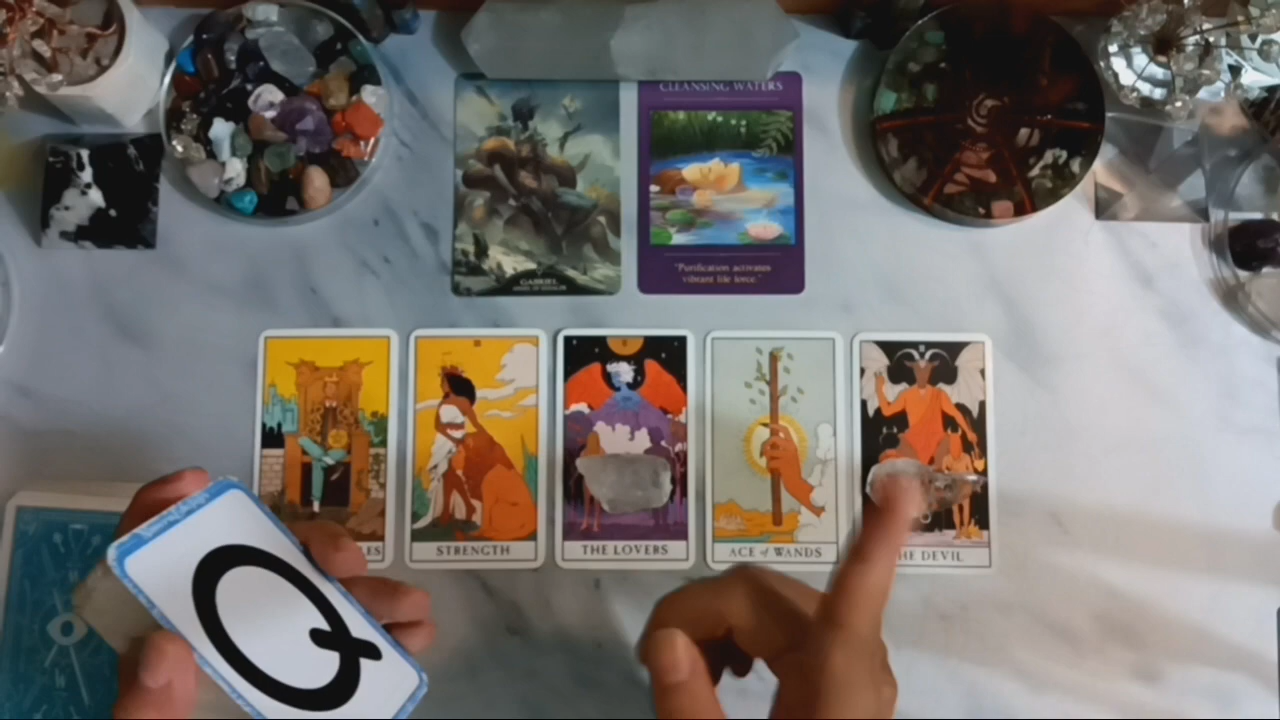 CLEANSING WATERS
GABRIEL
"Purification activates
vibrant life force."
STRENGTH
THE LOVERS
ACE of WANDS
HE DEVIL
Q